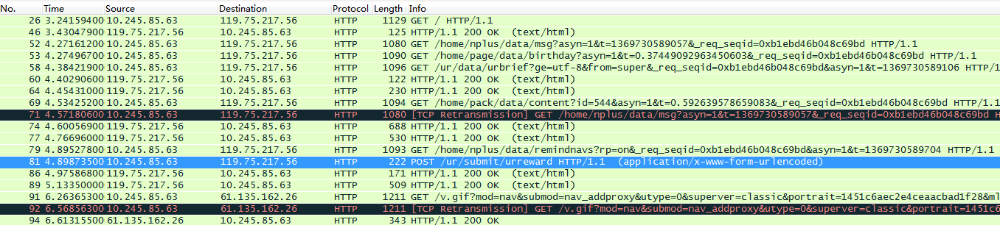 No. Time Source Destination Protocol Length Info
26 3.24159400 10.245.85.63 119.75.217.56 HTTP 1129 GET / HTTP/1.1
46 3.43047900 119.75.217.56 10.245.85.63 HTTP 125 HTTP/1.1 200 OK (text/html)
52 4.27161200 10.245.85.63 119.75.217.56 HTTP 1080 GET /home/nplus/data/msg?asyn=1&t=1369730589057&_req_seqid=0xb1ebd46b048c69bd HTTP/1.1
53 4.27496700 10.245.85.63 119.75.217.56 HTTP 1090 GET /home/page/data/birthday?asyn=1&t=0.37449092963450603&_req_seqid=0xb1ebd46b048c69bd HTTP/1.1
58 4.38421900 10.245.85.63 119.75.217.56 HTTP 1096 GET /ur/data/urbrief?ge=utf-8&from=super&_req_seqid=0xb1ebd46b048c69bd&asyn=1&t=1369730589106 HTTP/1
60 4.40290600 119.75.217.56 10.245.85.63 HTTP 122 HTTP/1.1 200 OK (text/html)
64 4.45431000 119.75.217.56 10.245.85.63 HTTP 230 HTTP/1.1 200 OK (text/html)
69 4.53425200 10.245.85.63 119.75.217.56 HTTP 1094 GET /home/pack/data/content?id=544&asyn=1&t=0.592639578659083&_req_seqid=0xb1ebd46b048c69bd HTTP/1.1
71 4.57180600 10.245.85.63 119.75.217.56 HTTP 1080 [TCP Retransmission] GET /home/nplus/data/msg?asyn=1&t=1369730589057&_req_seqid=0xb1ebd46b048c69bd H
74 4.60056900 119.75.217.56 10.245.85.63 HTTP 688 HTTP/1.1 200 OK (text/html)
77 4.76696000 119.75.217.56 10.245.85.63 HTTP 530 HTTP/1.1 200 OK (text/html)
79 4.89527800 10.245.85.63 119.75.217.56 HTTP 1093 GET /home/nplus/data/remindnavs?rp=on&_req_seqid=0xb1ebd46b048c69bd&asyn=1&t=1369730589704 HTTP/1.1
81 4.89873500 10.245.85.63 119.75.217.56 HTTP 222 POST /ur/submit/urreward HTTP/1.1 (application/x-www-form-urlencoded)
86 4.97586800 119.75.217.56 10.245.85.63 HTTP 171 HTTP/1.1 200 OK (text/html)
89 5.13350000 119.75.217.56 10.245.85.63 HTTP 509 HTTP/1.1 200 OK (text/html)
91 6.26365300 10.245.85.63 61.135.162.26 HTTP 1211 GET /v.gif?mod=nav&submod=nav_addproxy&utype=0&superver=classic&portrait=1451c6aec2e4ceaacbad1f28&ml
92 6.56856300 10.245.85.63 61.135.162.26 HTTP 1211 [TCP Retransmission] GET /v.gif?mod=nav&submod=nav_addproxy&utype=0&superver=classic&portrait=1451c6
94 6.61315500 61.135.162.26 10.245.85.63 HTTP 343 HTTP/1.1 200 OK